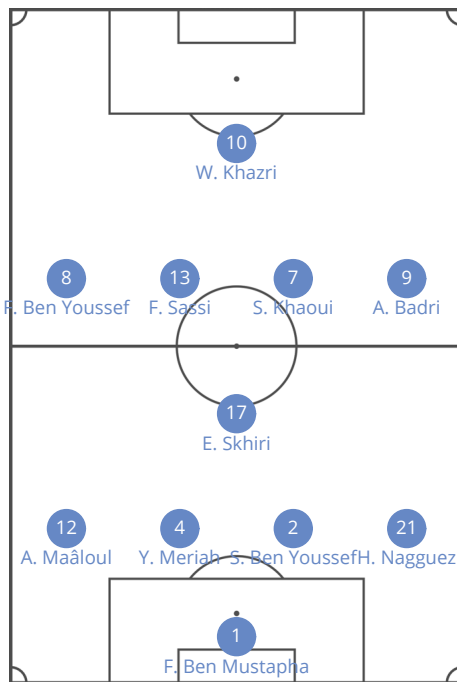 10
W. Khazri
8
13
7
9
F. Ben Youssef
F. Sassi
S. Khaoui
A. Badri
17
E. Skhiri
12
4
2
21
A. Maâloul
Y. Meriah
S. Ben Youssef
H. Nagguez
1
F. Ben Mustapha